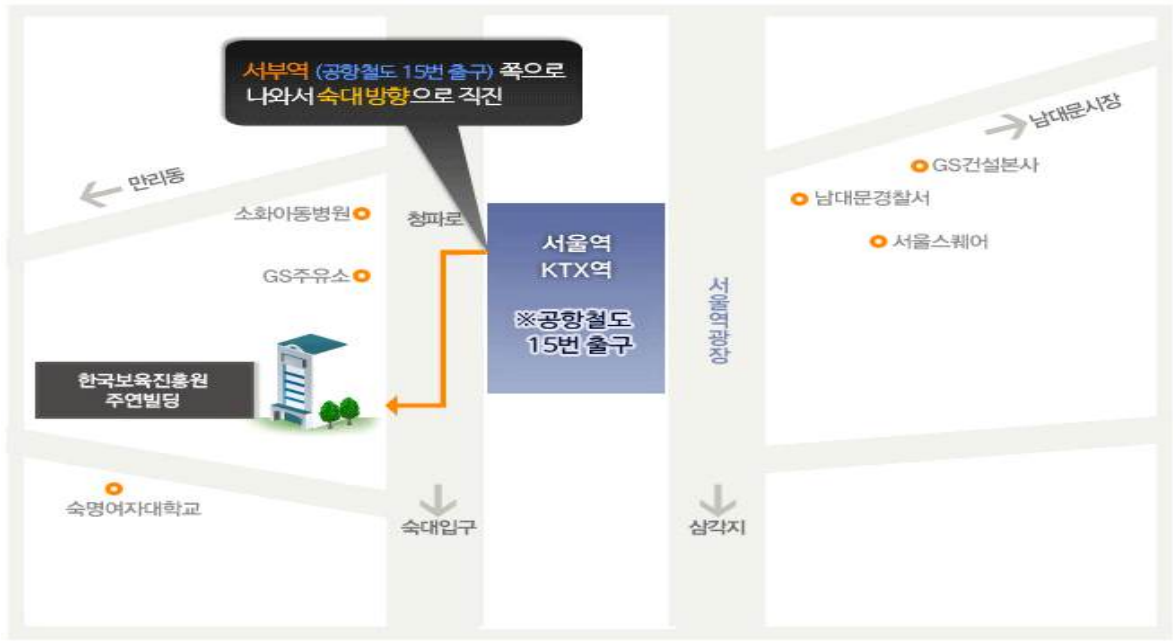 서부역 (공항철도 15번 출구) 쪽으로
나와서 숙대 방향으로 직진
남대문시장
GS건설본사
만리동
남대문경찰서
소화아동병원
청파로
서울역
KTX역
서울스퀘어
GS주유소
※공항철도
15번 출구
서울역광장
한국보육진흥원
주연빌딩
숙명여자대학교
숙대입구
삼각지